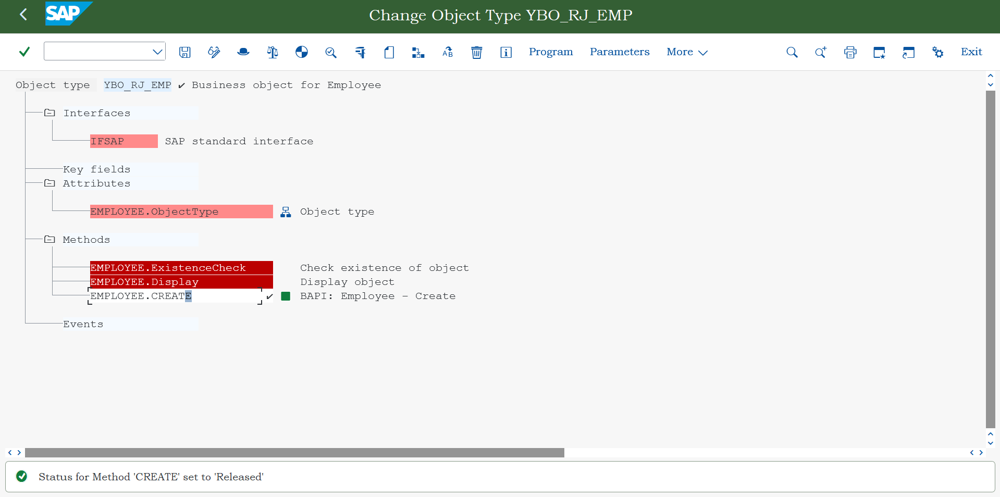 SAP
Change Object Type YBO_RJ_EMP
Program Parameters More Exit
Object type YBO_RJ_EMP ✔ Business object for Employee
Interfaces
IFSAP SAP standard interface
Key fields
Attributes
EMPLOYEE.ObjectType Object type
Methods
EMPLOYEE.ExistenceCheck Check existence of object
EMPLOYEE.Display Display object
EMPLOYEE.CREATE ✔ BAPI: Employee - Create
Events
Status for Method 'CREATE' set to 'Released'